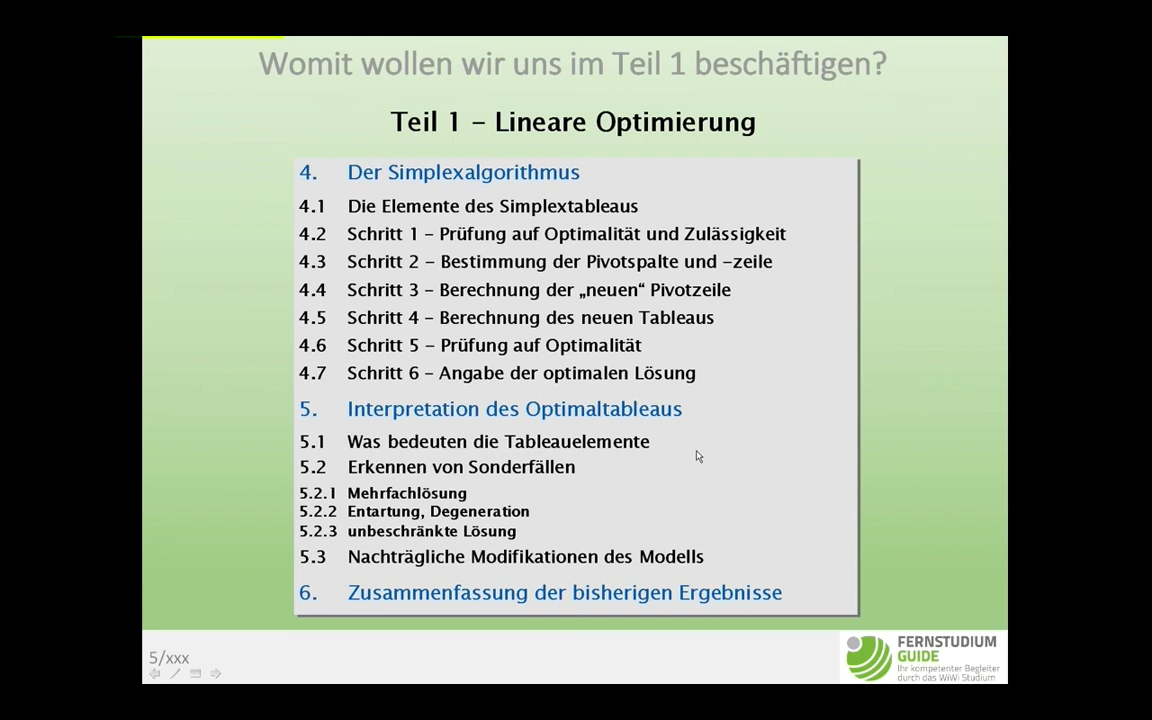 Womit wollen wir uns im Teil 1 beschäftigen?
Teil 1 – Lineare Optimierung
4. Der Simplexalgorithmus
4.1 Die Elemente des Simplextableaus
4.2 Schritt 1 – Prüfung auf Optimalität und Zulässigkeit
4.3 Schritt 2 – Bestimmung der Pivotspalte und –zeile
4.4 Schritt 3 – Berechnung der „neuen“ Pivotzeile
4.5 Schritt 4 – Berechnung des neuen Tableaus
4.6 Schritt 5 – Prüfung auf Optimalität
4.7 Schritt 6 – Angabe der optimalen Lösung
5. Interpretation des Optimaltableaus
5.1 Was bedeuten die Tableauelemente
5.2 Erkennen von Sonderfällen
5.2.1 Mehrfachlösung
5.2.2 Entartung, Degeneration
5.2.3 unbeschränkte Lösung
5.3 Nachträgliche Modifikationen des Modells
6. Zusammenfassung der bisherigen Ergebnisse
5/xxx
FERNSTUDIUM
GUIDE
Ihr kompetenter Begleiter
durch das WiWi Studium